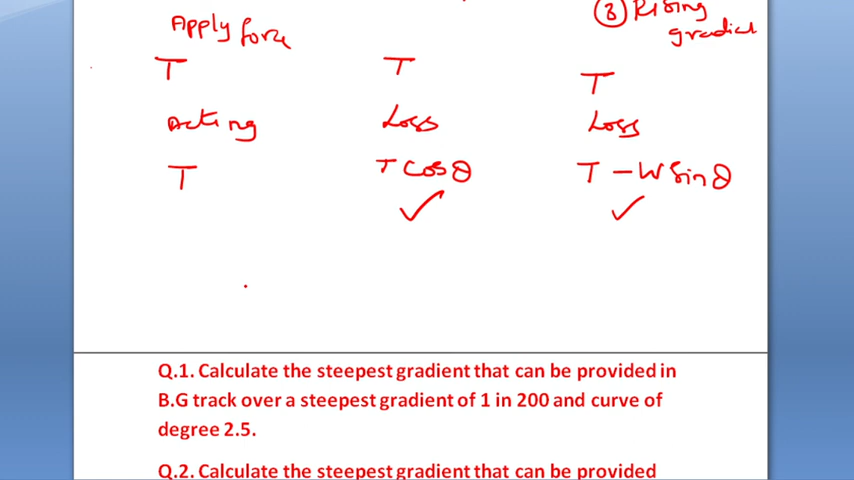 Apply force
③ Rising
gradient
T
T
T
Acting
Loss
Loss
T
T cos θ
T - W sin θ
Q.1. Calculate the steepest gradient that can be provided in
B.G track over a steepest gradient of 1 in 200 and curve of
degree 2.5.
Q.2. Calculate the steepest gradient that can be provided